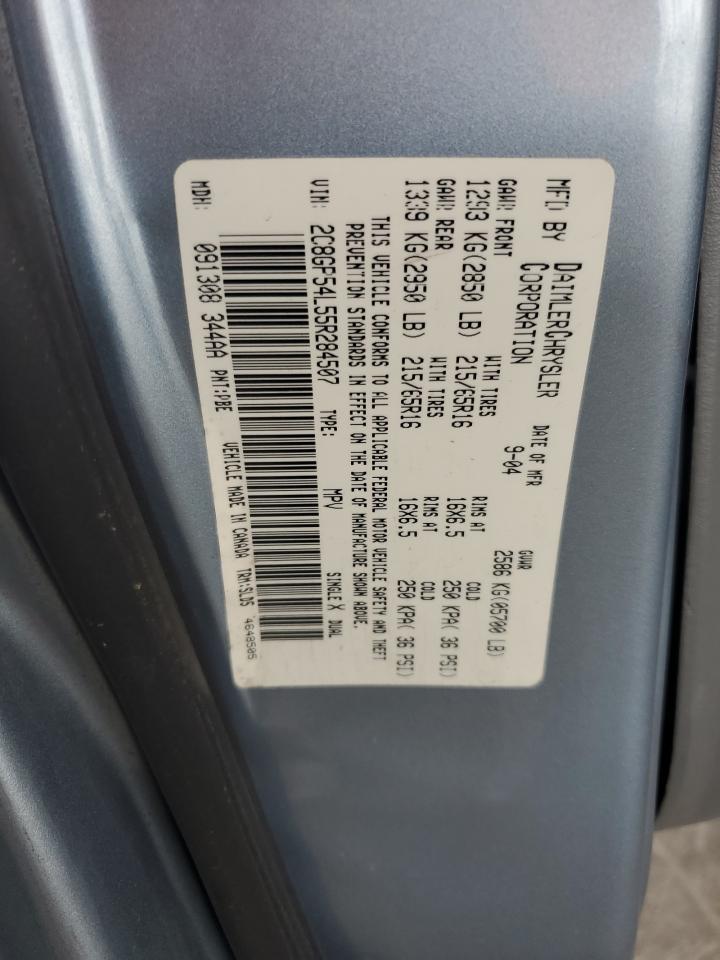 MFD BY DAIMLERCHRYSLER CORPORATION
DATE OF MFR 9-04
GVWR 2586 KG(05700 LB)
GAWR FRONT WITH TIRES RIMS AT COLD
1293 KG(2850 LB) 215/65R16 16X6.5 250 KPA( 36 PSI)
GAWR REAR WITH TIRES RIMS AT COLD
1339 KG(2950 LB) 215/65R16 16X6.5 250 KPA( 36 PSI)
THIS VEHICLE CONFORMS TO ALL APPLICABLE FEDERAL MOTOR VEHICLE SAFETY AND THEFT
PREVENTION STANDARDS IN EFFECT ON THE DATE OF MANUFACTURE SHOWN ABOVE.
VIN: 2C8GP54L55R284507 TYPE: MPV SINGLE X DUAL
MDH: 091308 344AA PNT:PBE VEHICLE MADE IN CANADA TRM:SLD5 4648505